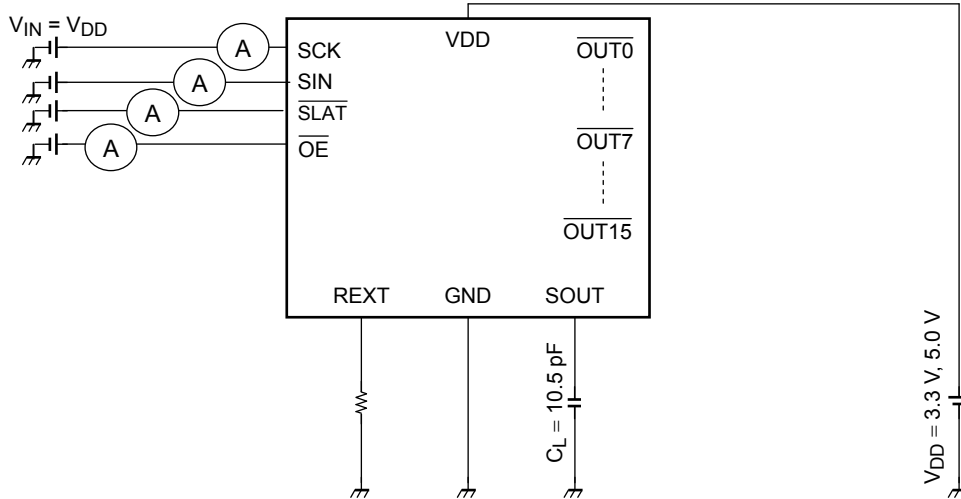 V_IN = V_DD
A
SCK
VDD
OUT0
A
SIN
A
SLAT
A
OE
OUT7
OUT15
REXT
GND
SOUT
C_L = 10.5 pF
V_DD = 3.3 V, 5.0 V